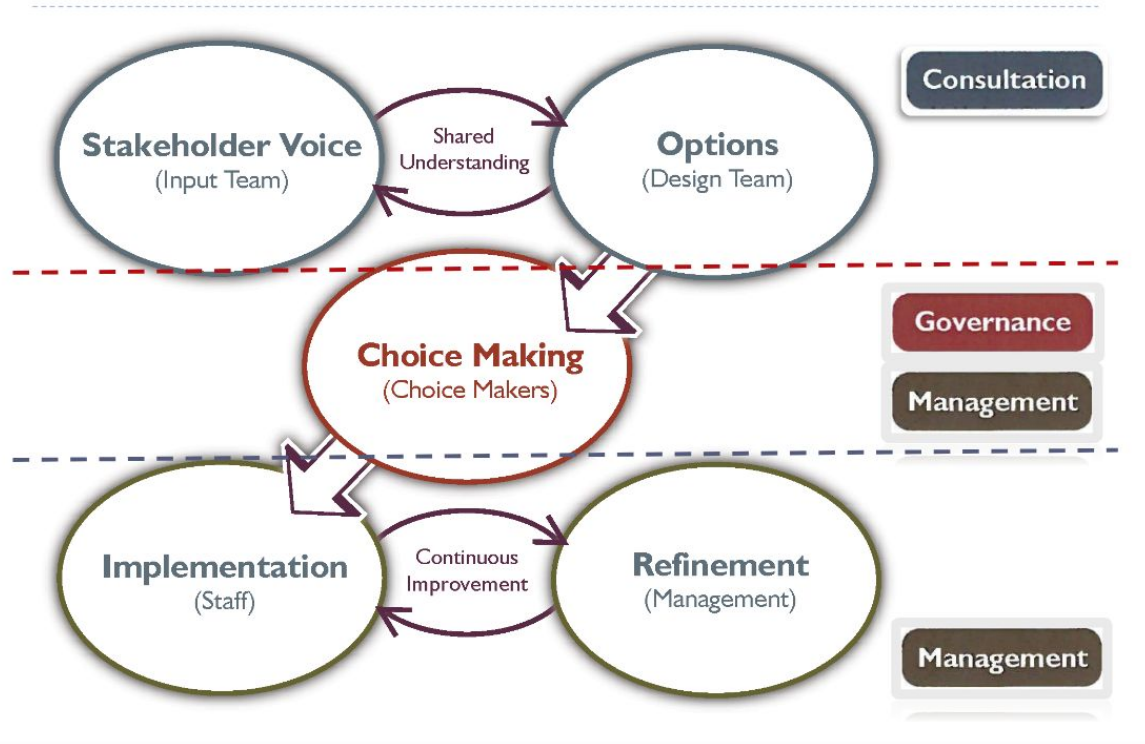 Stakeholder Voice
(Input Team)
Shared
Understanding
Options
(Design Team)
Consultation
Choice Making
(Choice Makers)
Governance
Management
Implementation
(Staff)
Continuous
Improvement
Refinement
(Management)
Management